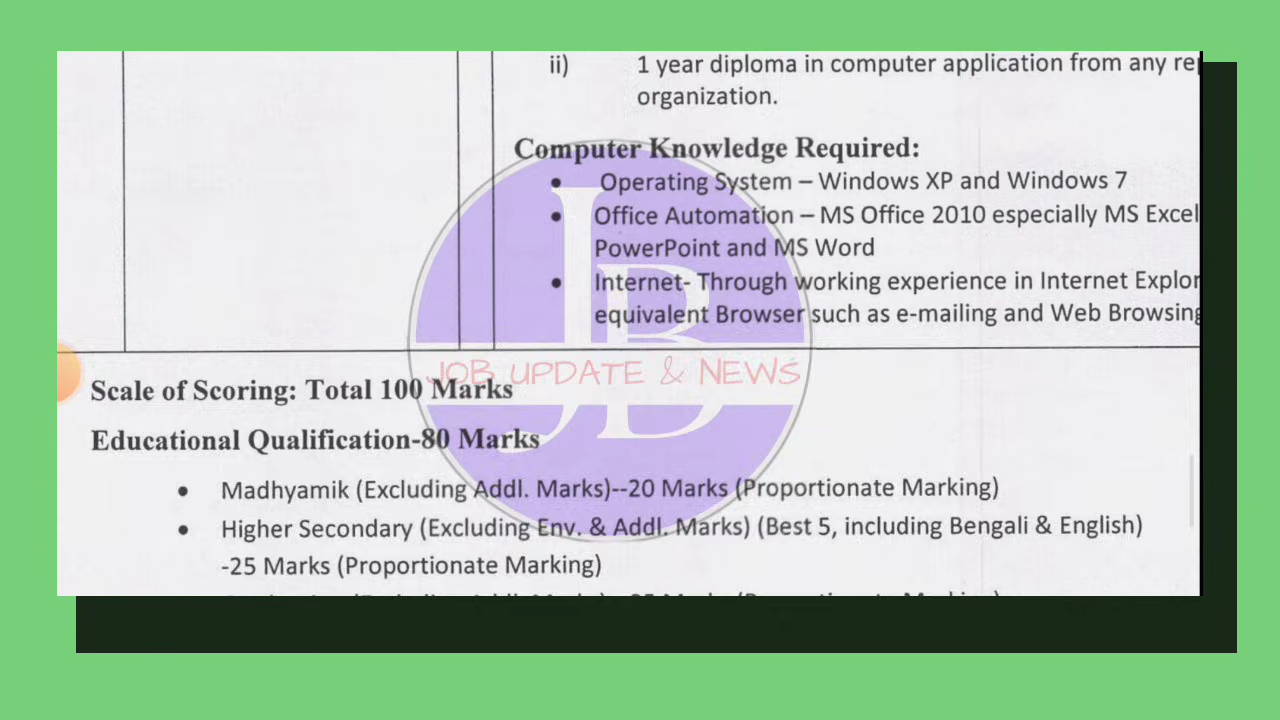 ii) 1 year diploma in computer application from any
organization.
Computer Knowledge Required:
• Operating System – Windows XP and Windows 7
• Office Automation – MS Office 2010 especially MS Excel
PowerPoint and MS Word
• Internet- Through working experience in Internet Explor
equivalent Browser such as e-mailing and Web Browsing
JOB UPDATE & NEWS
JB
Scale of Scoring: Total 100 Marks
Educational Qualification-80 Marks
• Madhyamik (Excluding Addl. Marks)--20 Marks (Proportionate Marking)
• Higher Secondary (Excluding Env. & Addl. Marks) (Best 5, including Bengali & English)
-25 Marks (Proportionate Marking)